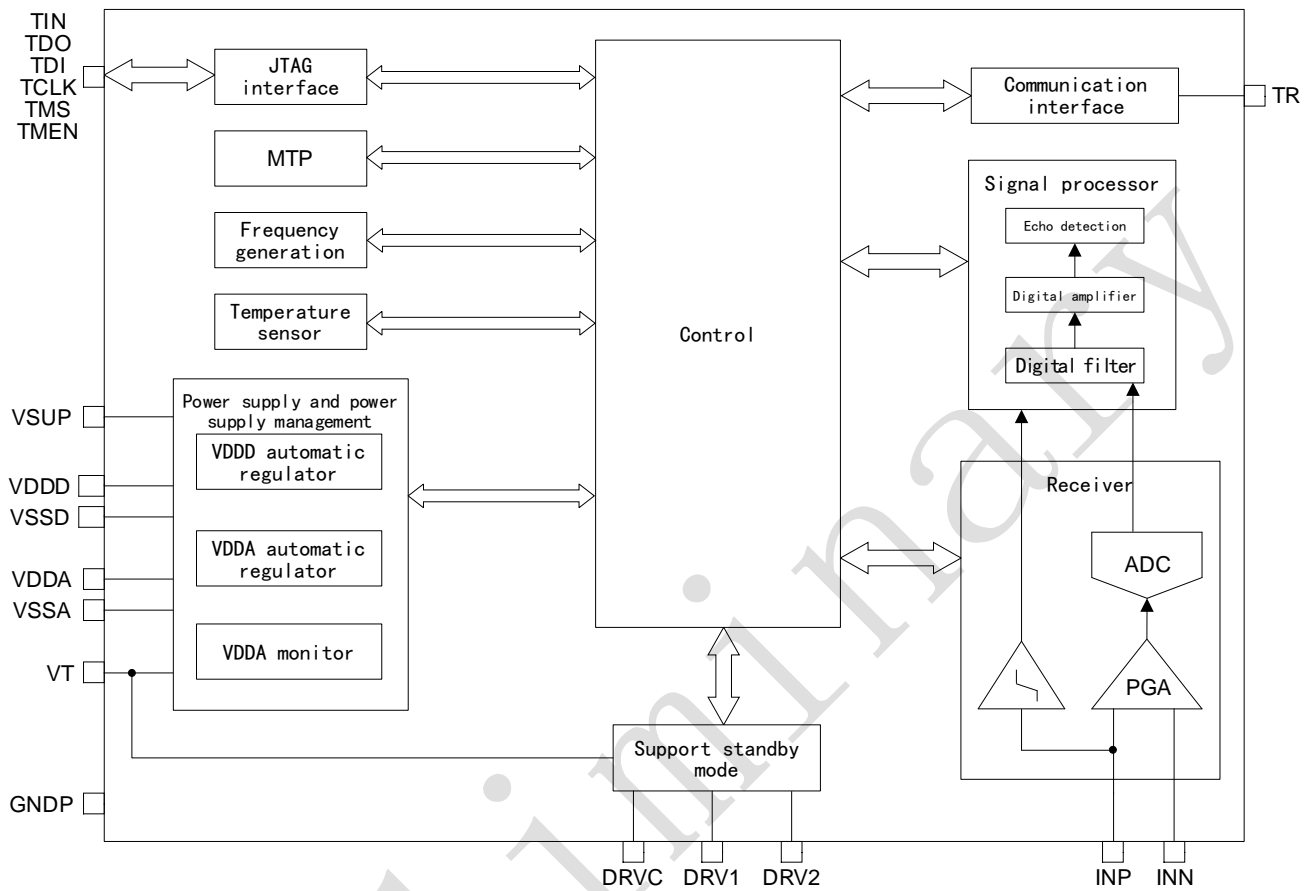 TIN
TDO
TDI
TCLK
TMS
TMEN
JTAG
interface
MTP
Frequency
generation
Temperature
sensor
Control
Communication
interface
TR
Signal processor
Echo detection
Digital amplifier
Digital filter
VSUP
VDDD
VSSD
VDDA
VSSA
VT
GNDP
Power supply and power
supply management
VDDD automatic
regulator
VDDA automatic
regulator
VDDA monitor
Receiver
ADC
PGA
Support standby
mode
DRVC
DRV1
DRV2
INP
INN
iminary